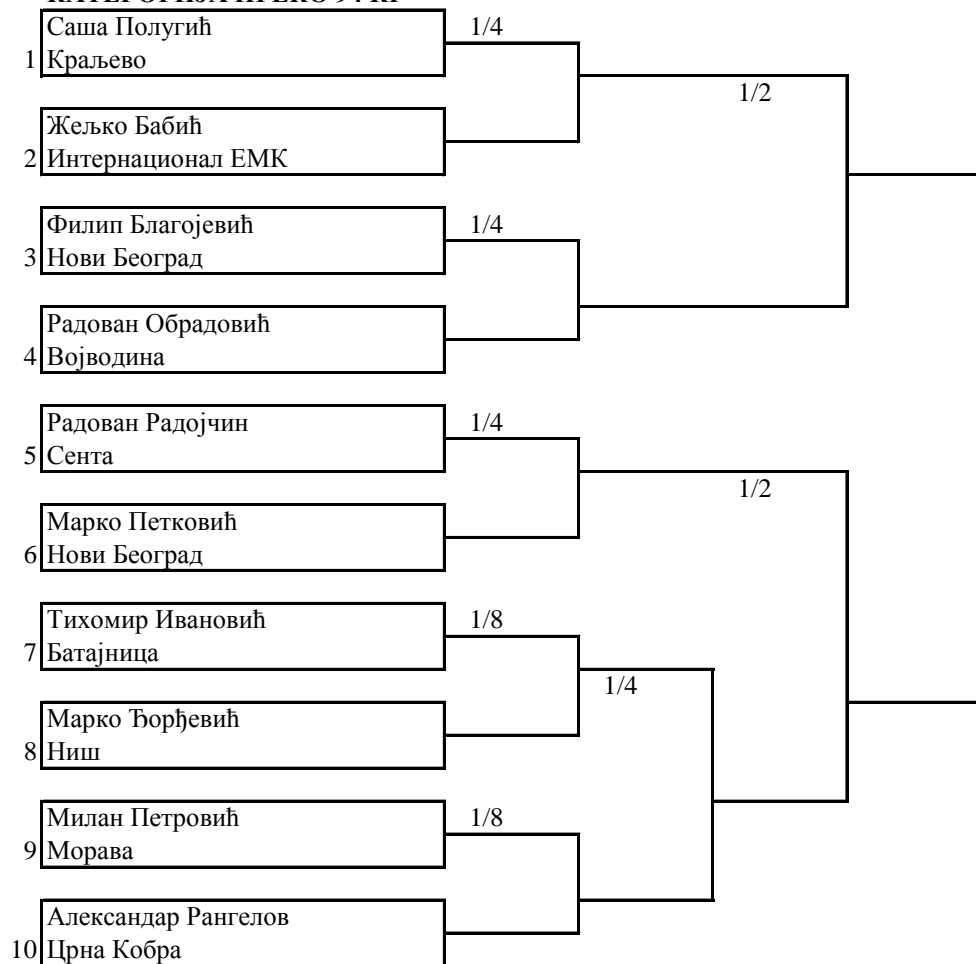 Саша Полугић
1/4
1 Краљево
1/2
Жељко Бабић
2 Интернационал ЕМК
Филип Благојевић
1/4
3 Нови Београд
Радован Обрадовић
4 Војводина
Радован Радојчин
1/4
5 Сента
1/2
Марко Петковић
6 Нови Београд
Тихомир Ивановић
1/8
7 Батајница
1/4
Марко Ђорђевић
8 Ниш
Милан Петровић
1/8
9 Морава
Александар Рангелов
10 Црна Кобра